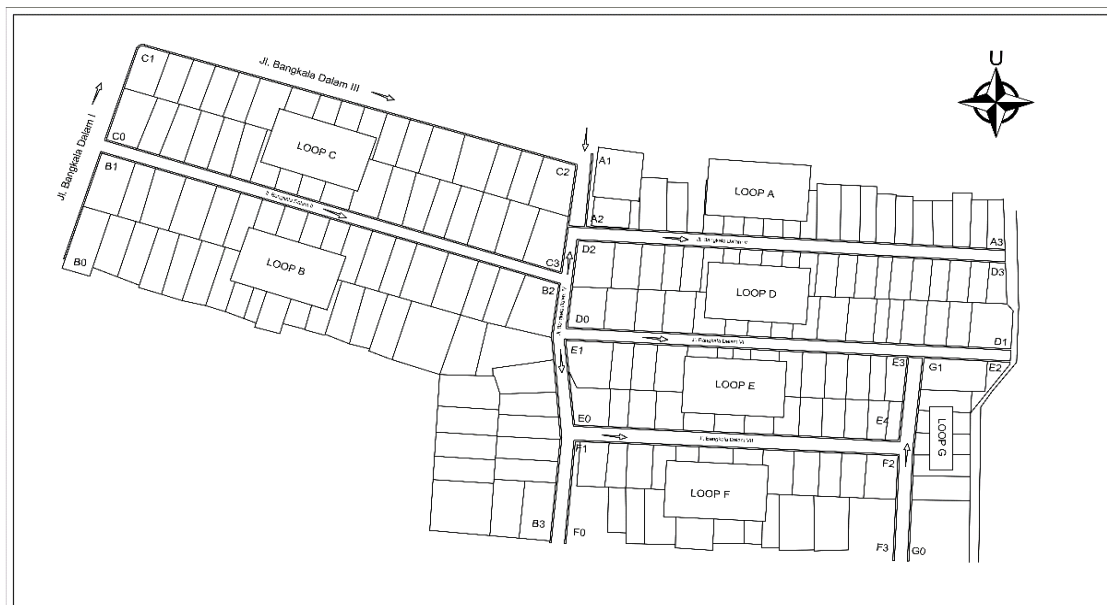 U
C1
Jl. Bangkala Dalam III
Jl. Bangkala Dalam I
C0
LOOP C
C2
A1
LOOP A
B1
A2
A3
C3
D2
D3
B0
LOOP B
B2
LOOP D
D0
D1
E1
E3
G1
E2
LOOP E
E0
E4
LOOP G
F1
F2
LOOP F
B3
F0
F3
G0